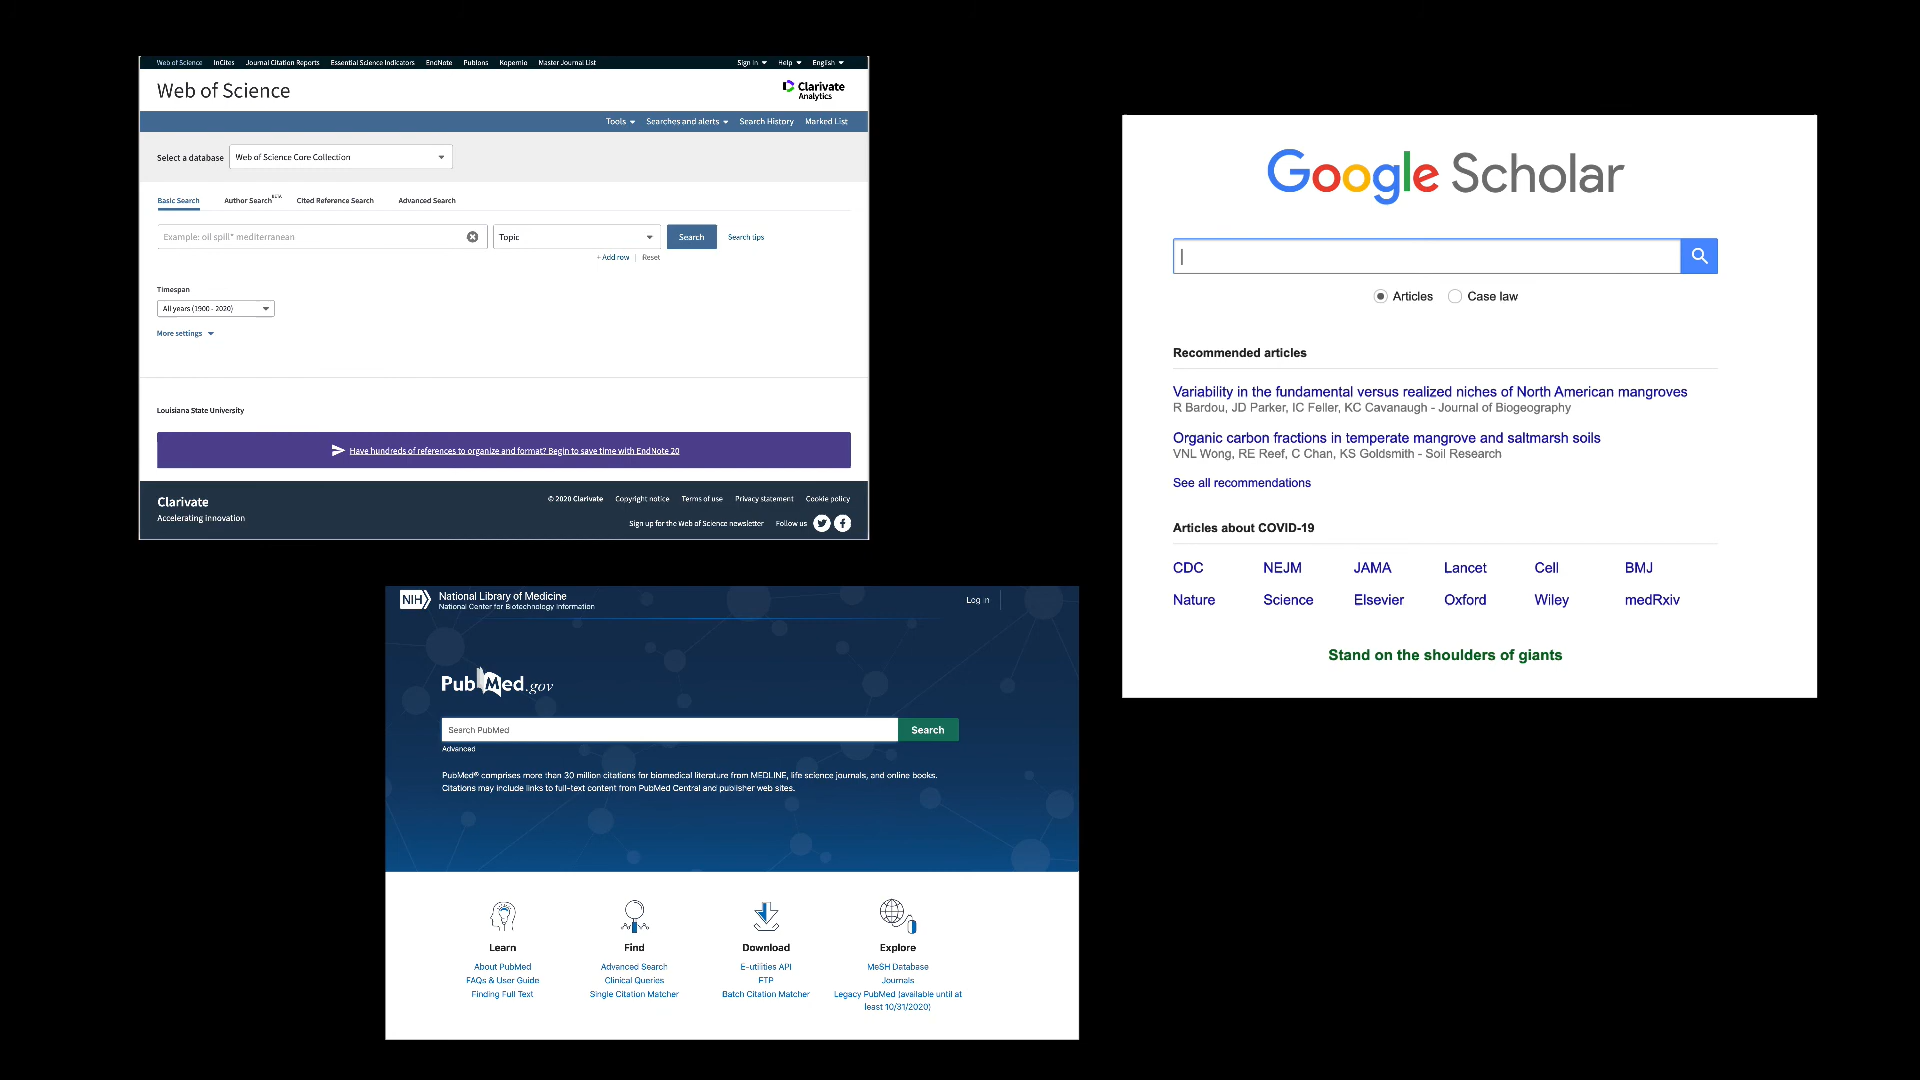 Web of Science InCites Journal Citation Reports Essential Science Indicators EndNote Publons Kopernio Master Journal List Sign In Help English
Web of Science
Clarivate
Analytics
Tools Searches and alerts Search History Marked List
Select a database Web of Science Core Collection
Basic Search Author Search BETA Cited Reference Search Advanced Search
Example: oil spill* mediterranean Topic Search Search tips
+ Add row Reset
Timespan
All years (1900 - 2020)
More settings
Louisiana State University
Have hundreds of references to organize and format? Begin to save time with EndNote 20
Clarivate
Accelerating innovation
© 2020 Clarivate Copyright notice Terms of use Privacy statement Cookie policy
Sign up for the Web of Science newsletter Follow us
Google Scholar
Articles Case law
Recommended articles
Variability in the fundamental versus realized niches of North American mangroves
R Bardou, JD Parker, IC Feller, KC Cavanaugh - Journal of Biogeography
Organic carbon fractions in temperate mangrove and saltmarsh soils
VNL Wong, RE Reef, C Chan, KS Goldsmith - Soil Research
See all recommendations
Articles about COVID-19
CDC NEJM JAMA Lancet Cell BMJ
Nature Science Elsevier Oxford Wiley medRxiv
Stand on the shoulders of giants
NIH National Library of Medicine
National Center for Biotechnology Information
Log in
PubMed.gov
Search PubMed Search
Advanced
PubMed® comprises more than 30 million citations for biomedical literature from MEDLINE, life science journals, and online books.
Citations may include links to full-text content from PubMed Central and publisher web sites.
Learn
About PubMed
FAQs & User Guide
Finding Full Text
Find
Advanced Search
Clinical Queries
Single Citation Matcher
Download
E-utilities API
FTP
Batch Citation Matcher
Explore
MeSH Database
Journals
Legacy PubMed (available until at
least 10/31/2020)